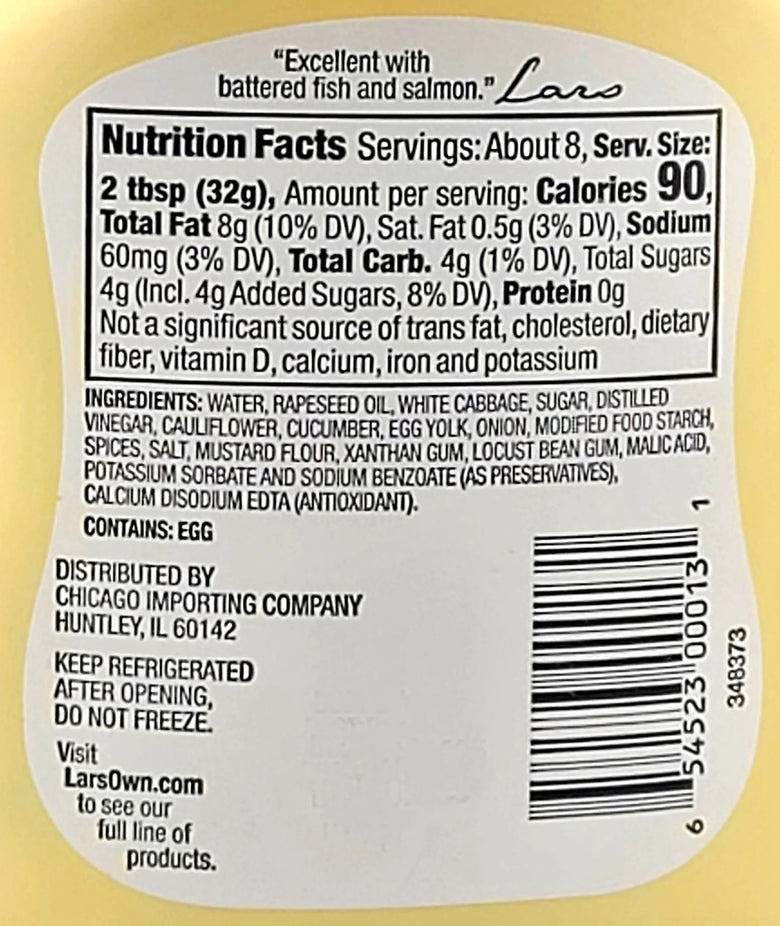 “Excellent with
battered fish and salmon.” Lars
Nutrition Facts Servings: About 8, Serv. Size:
2 tbsp (32g), Amount per serving: Calories 90,
Total Fat 8g (10% DV), Sat. Fat 0.5g (3% DV), Sodium
60mg (3% DV), Total Carb. 4g (1% DV), Total Sugars
4g (Incl. 4g Added Sugars, 8% DV), Protein 0g
Not a significant source of trans fat, cholesterol, dietary
fiber, vitamin D, calcium, iron and potassium
INGREDIENTS: WATER, RAPESEED OIL, WHITE CABBAGE, SUGAR, DISTILLED
VINEGAR, CAULIFLOWER, CUCUMBER, EGG YOLK, ONION, MODIFIED FOOD STARCH,
SPICES, SALT, MUSTARD FLOUR, XANTHAN GUM, LOCUST BEAN GUM, MALIC ACID,
POTASSIUM SORBATE AND SODIUM BENZOATE (AS PRESERVATIVES),
CALCIUM DISODIUM EDTA (ANTIOXIDANT).
CONTAINS: EGG
DISTRIBUTED BY
CHICAGO IMPORTING COMPANY
HUNTLEY, IL 60142
KEEP REFRIGERATED
AFTER OPENING,
DO NOT FREEZE.
Visit
LarsOwn.com
to see our
full line of
products.
6 54523 00013 1
348373